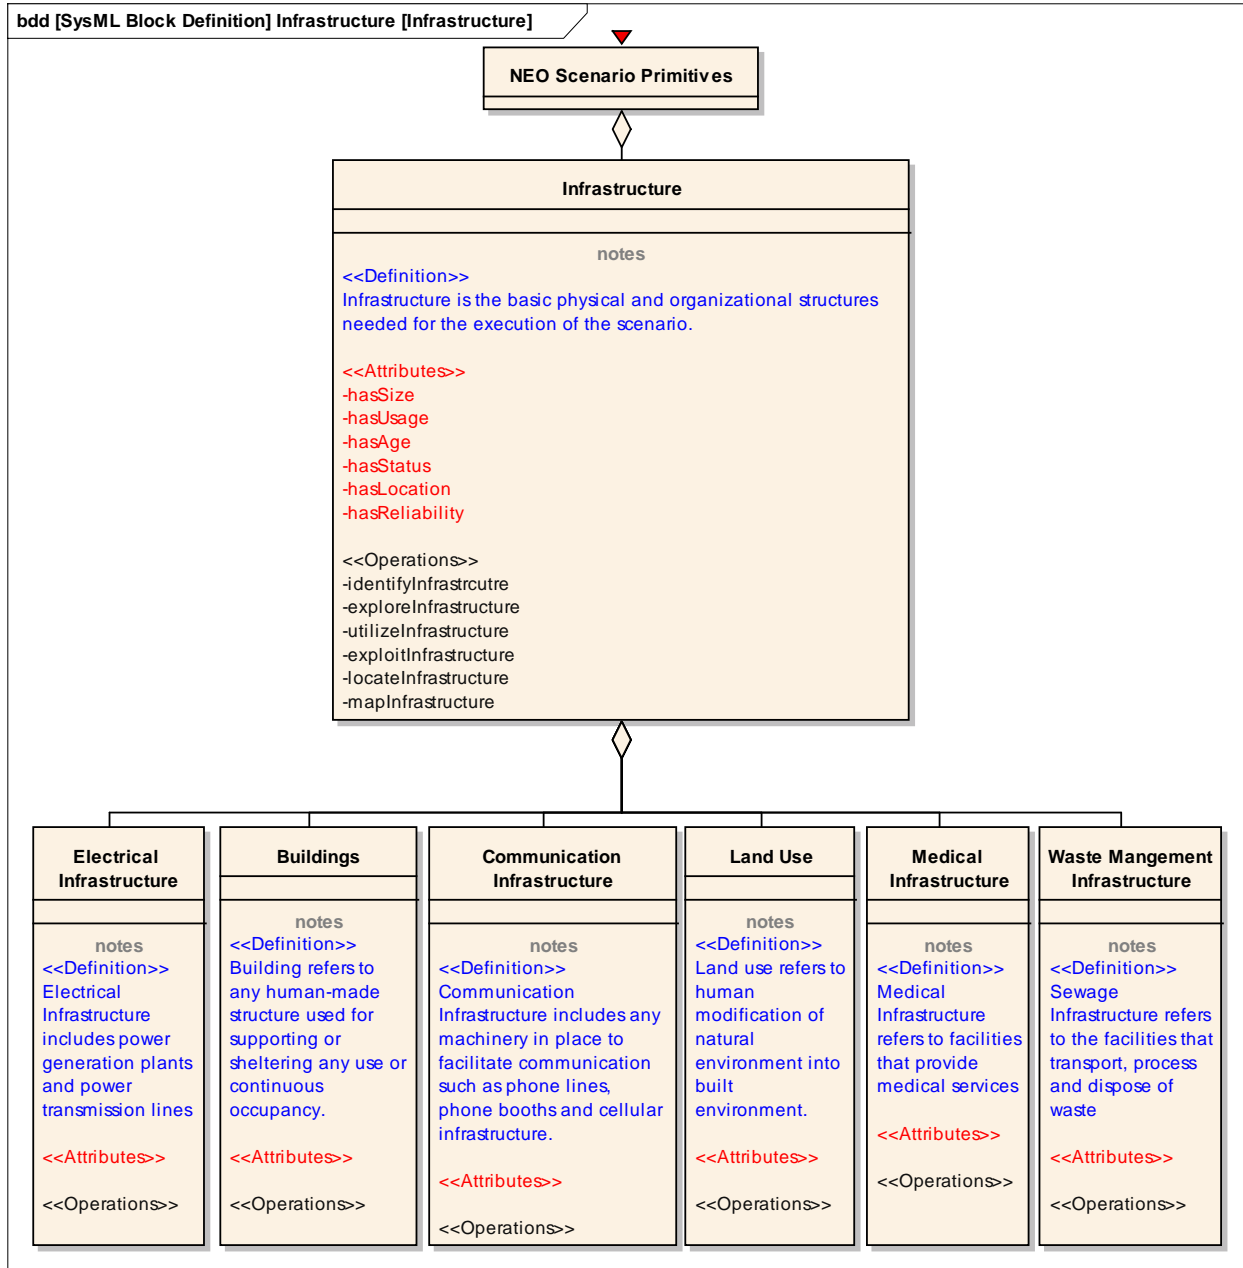 bdd [SysML Block Definition] Infrastructure [Infrastructure]
NEO Scenario Primitives
Infrastructure
notes
<<Definition>>
Infrastructure is the basic physical and organizational structures
needed for the execution of the scenario.
<<Attributes>>
-hasSize
-hasUsage
-hasAge
-hasStatus
-hasLocation
-hasReliability
<<Operations>>
-identifyInfrastrcutre
-exploreInfrastructure
-utilizeInfrastructure
-exploitInfrastructure
-locateInfrastructure
-mapInfrastructure
Electrical
Infrastructure
notes
<<Definition>>
Electrical
Infrastructure
includes power
generation plants
and power
transmission lines
<<Attributes>>
<<Operations>>
Buildings
notes
<<Definition>>
Building refers to
any human-made
structure used for
supporting or
sheltering any use or
continuous
occupancy.
<<Attributes>>
<<Operations>>
Communication
Infrastructure
notes
<<Definition>>
Communication
Infrastructure includes any
machinery in place to
facilitate communication
such as phone lines,
phone booths and cellular
infrastructure.
<<Attributes>>
<<Operations>>
Land Use
notes
<<Definition>>
Land use refers to
human
modification of
natural
environment into
built
environment.
<<Attributes>>
<<Operations>>
Medical
Infrastructure
notes
<<Definition>>
Medical
Infrastructure
refers to facilities
that provide
medical services
<<Attributes>>
<<Operations>>
Waste Mangement
Infrastructure
notes
<<Definition>>
Sewage
Infrastructure refers
to the facilities that
transport, process
and dispose of
waste
<<Attributes>>
<<Operations>>